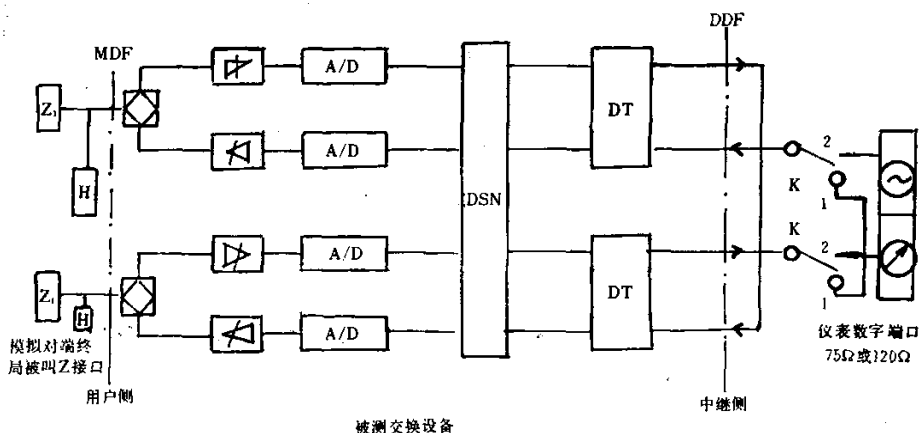 MDF
DDF
Z₁
H
A/D
A/D
DSN
DT
2
K
1
Z₁
H
A/D
A/D
DT
K
2
1
模拟对端终
局被叫Z接口
用户侧
中继侧
仪表数字端口
75Ω或120Ω
被测交换设备